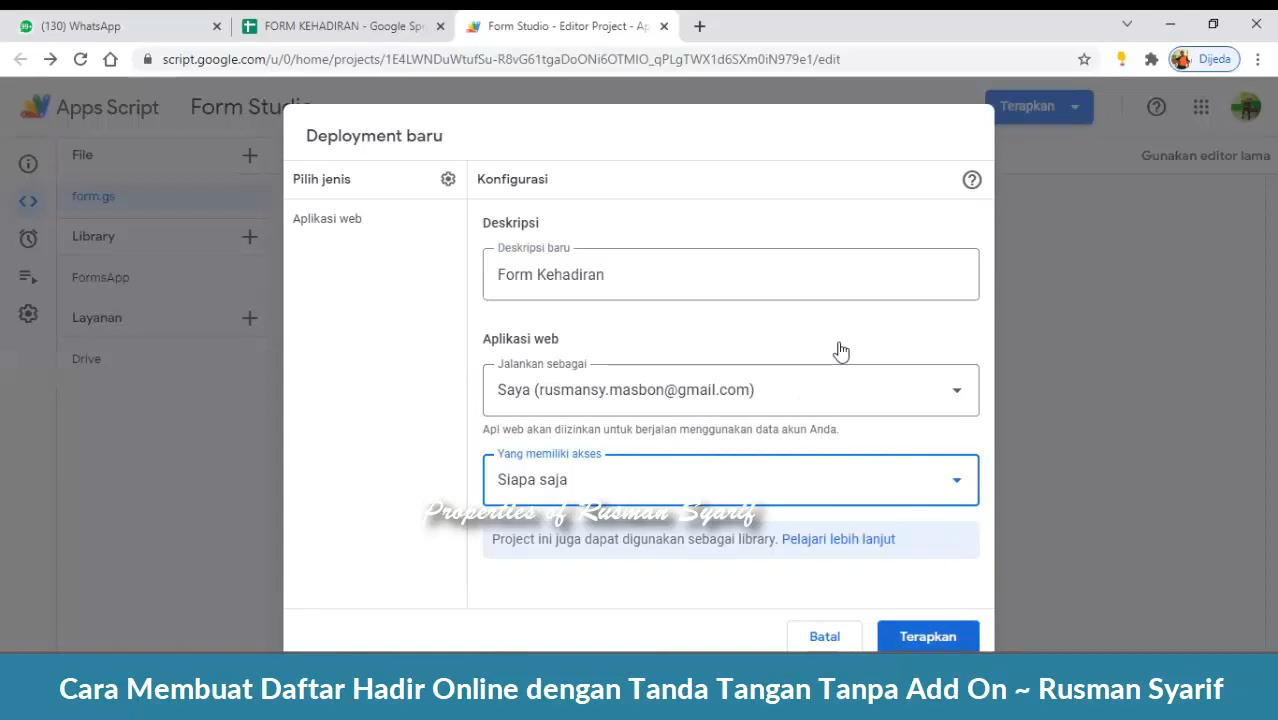 (130) WhatsApp
FORM KEHADIRAN - Google Spr
Form Studio - Editor Project - Ap
script.google.com/u/0/home/projects/1E4LWNDuWtufSu-R8vG61tgaDoONi6OTMIO_qPLgTWX1d6SXm0iN979e1/edit
Dijeda
Apps Script
Form Studio
Terapkan
Deployment baru
File
Gunakan editor lama
Pilih jenis
Konfigurasi
form.gs
Aplikasi web
Deskripsi
Library
Deskripsi baru
Form Kehadiran
FormsApp
Layanan
Aplikasi web
Drive
Jalankan sebagai
Saya (rusmansy.masbon@gmail.com)
Apl web akan diizinkan untuk berjalan menggunakan data akun Anda.
Yang memiliki akses
Siapa saja
Properties of Rusman Syarif
Project ini juga dapat digunakan sebagai library. Pelajari lebih lanjut
Batal
Terapkan
Cara Membuat Daftar Hadir Online dengan Tanda Tangan Tanpa Add On ~ Rusman Syarif